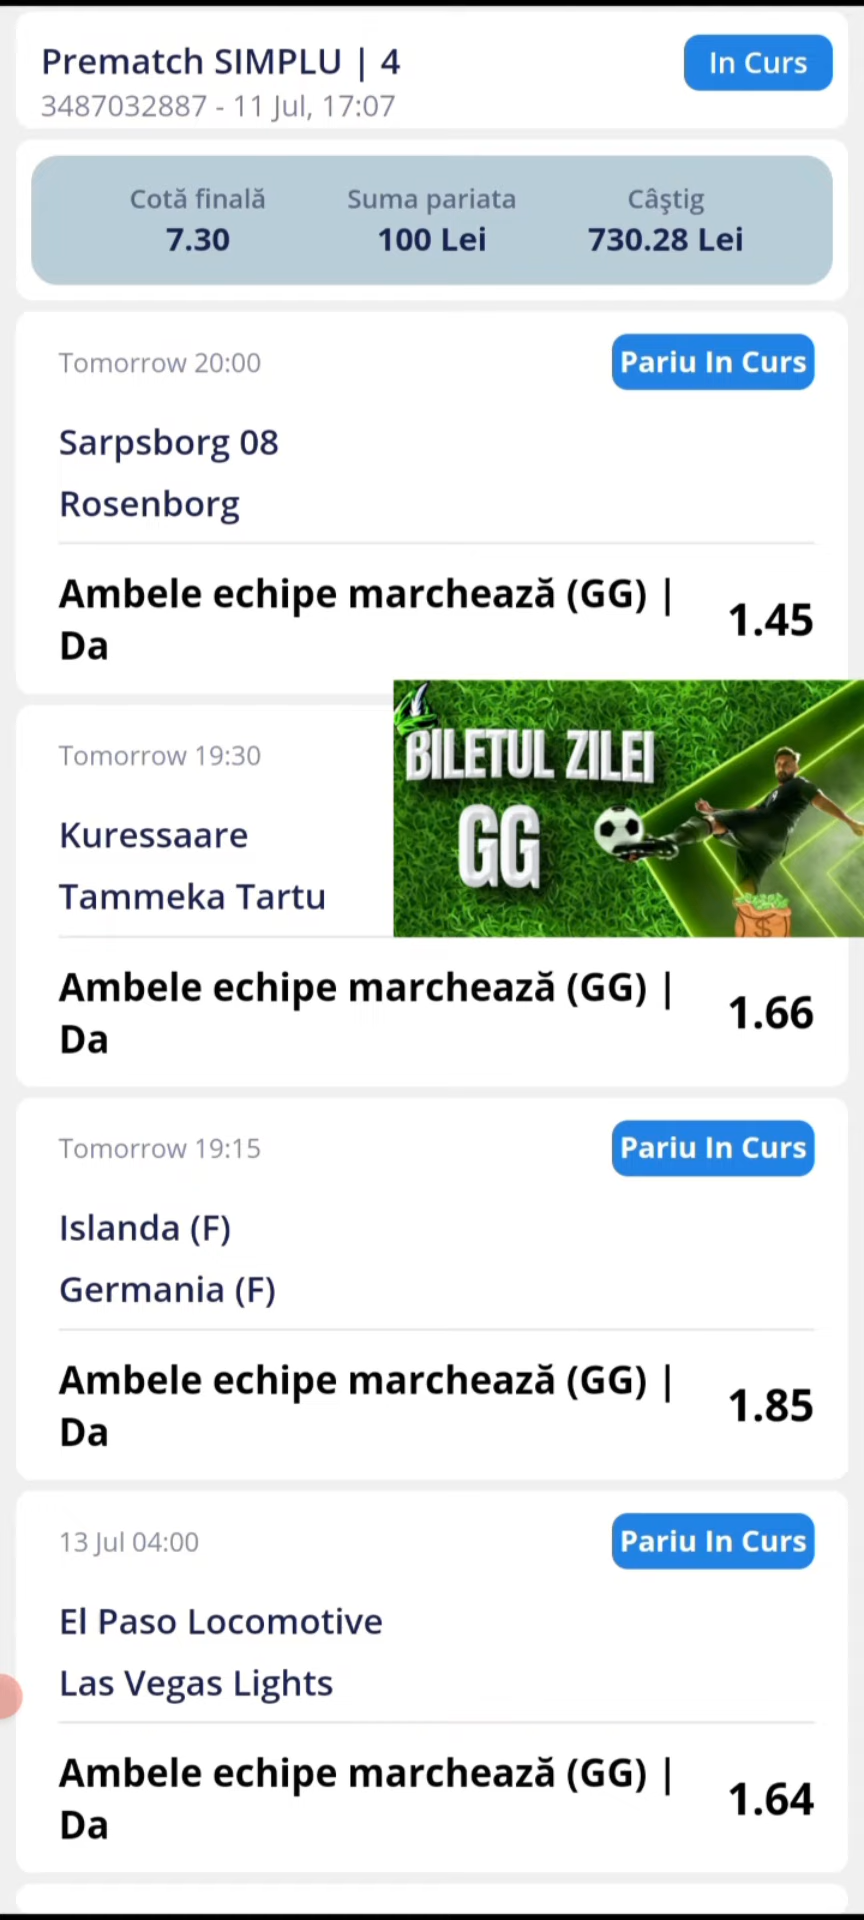 Prematch SIMPLU | 4
In Curs
3487032887 - 11 Jul, 17:07
Cotă finală
Suma pariata
Câştig
7.30
100 Lei
730.28 Lei
Tomorrow 20:00
Pariu In Curs
Sarpsborg 08
Rosenborg
Ambele echipe marchează (GG) |
Da
1.45
BILETUL ZILEI
GG
$
Tomorrow 19:30
Kuressaare
Tammeka Tartu
Ambele echipe marchează (GG) |
Da
1.66
Tomorrow 19:15
Pariu In Curs
Islanda (F)
Germania (F)
Ambele echipe marchează (GG) |
Da
1.85
13 Jul 04:00
Pariu In Curs
El Paso Locomotive
Las Vegas Lights
Ambele echipe marchează (GG) |
Da
1.64